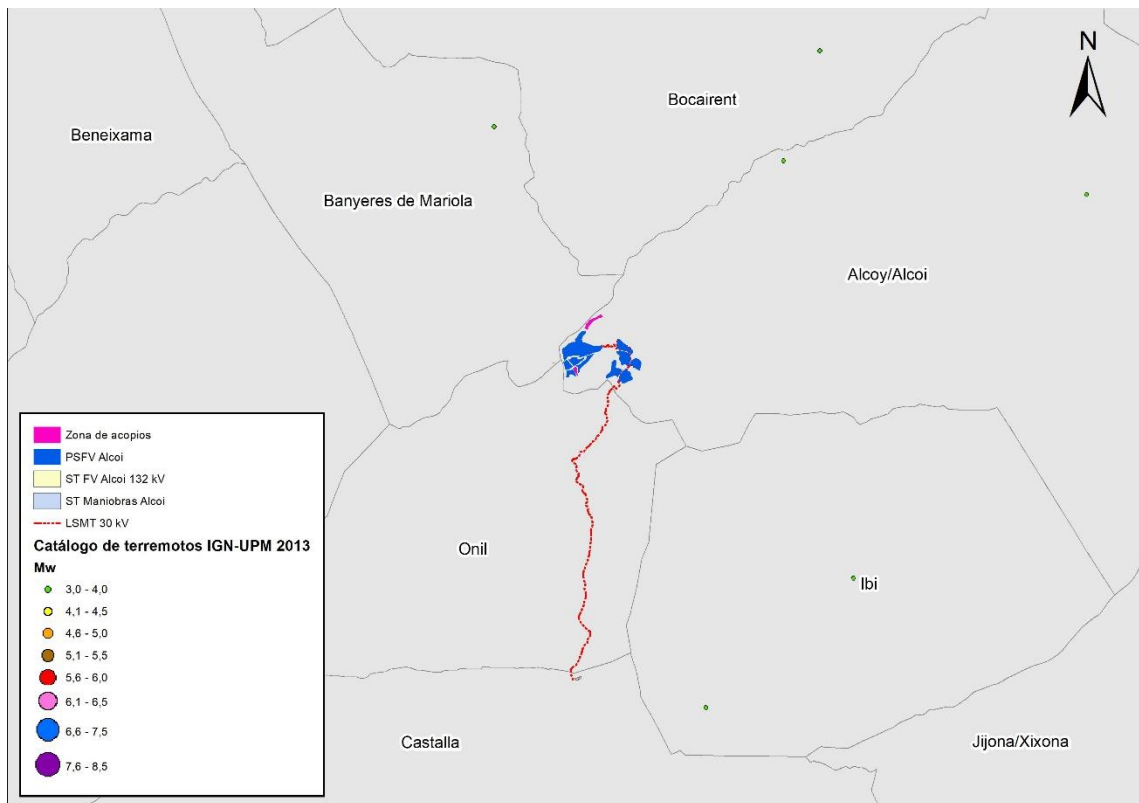 N
Bocairent
Beneixama
Banyeres de Mariola
Alcoy/Alcoi
Zona de acopios
PSFV Alcoi
ST FV Alcoi 132 kV
ST Maniobras Alcoi
LSMT 30 kV
Catálogo de terremotos IGN-UPM 2013
Mw
3,0 - 4,0
4,1 - 4,5
4,6 - 5,0
5,1 - 5,5
5,6 - 6,0
6,1 - 6,5
6,6 - 7,5
7,6 - 8,5
Onil
Ibi
Castalla
Jijona/Xixona